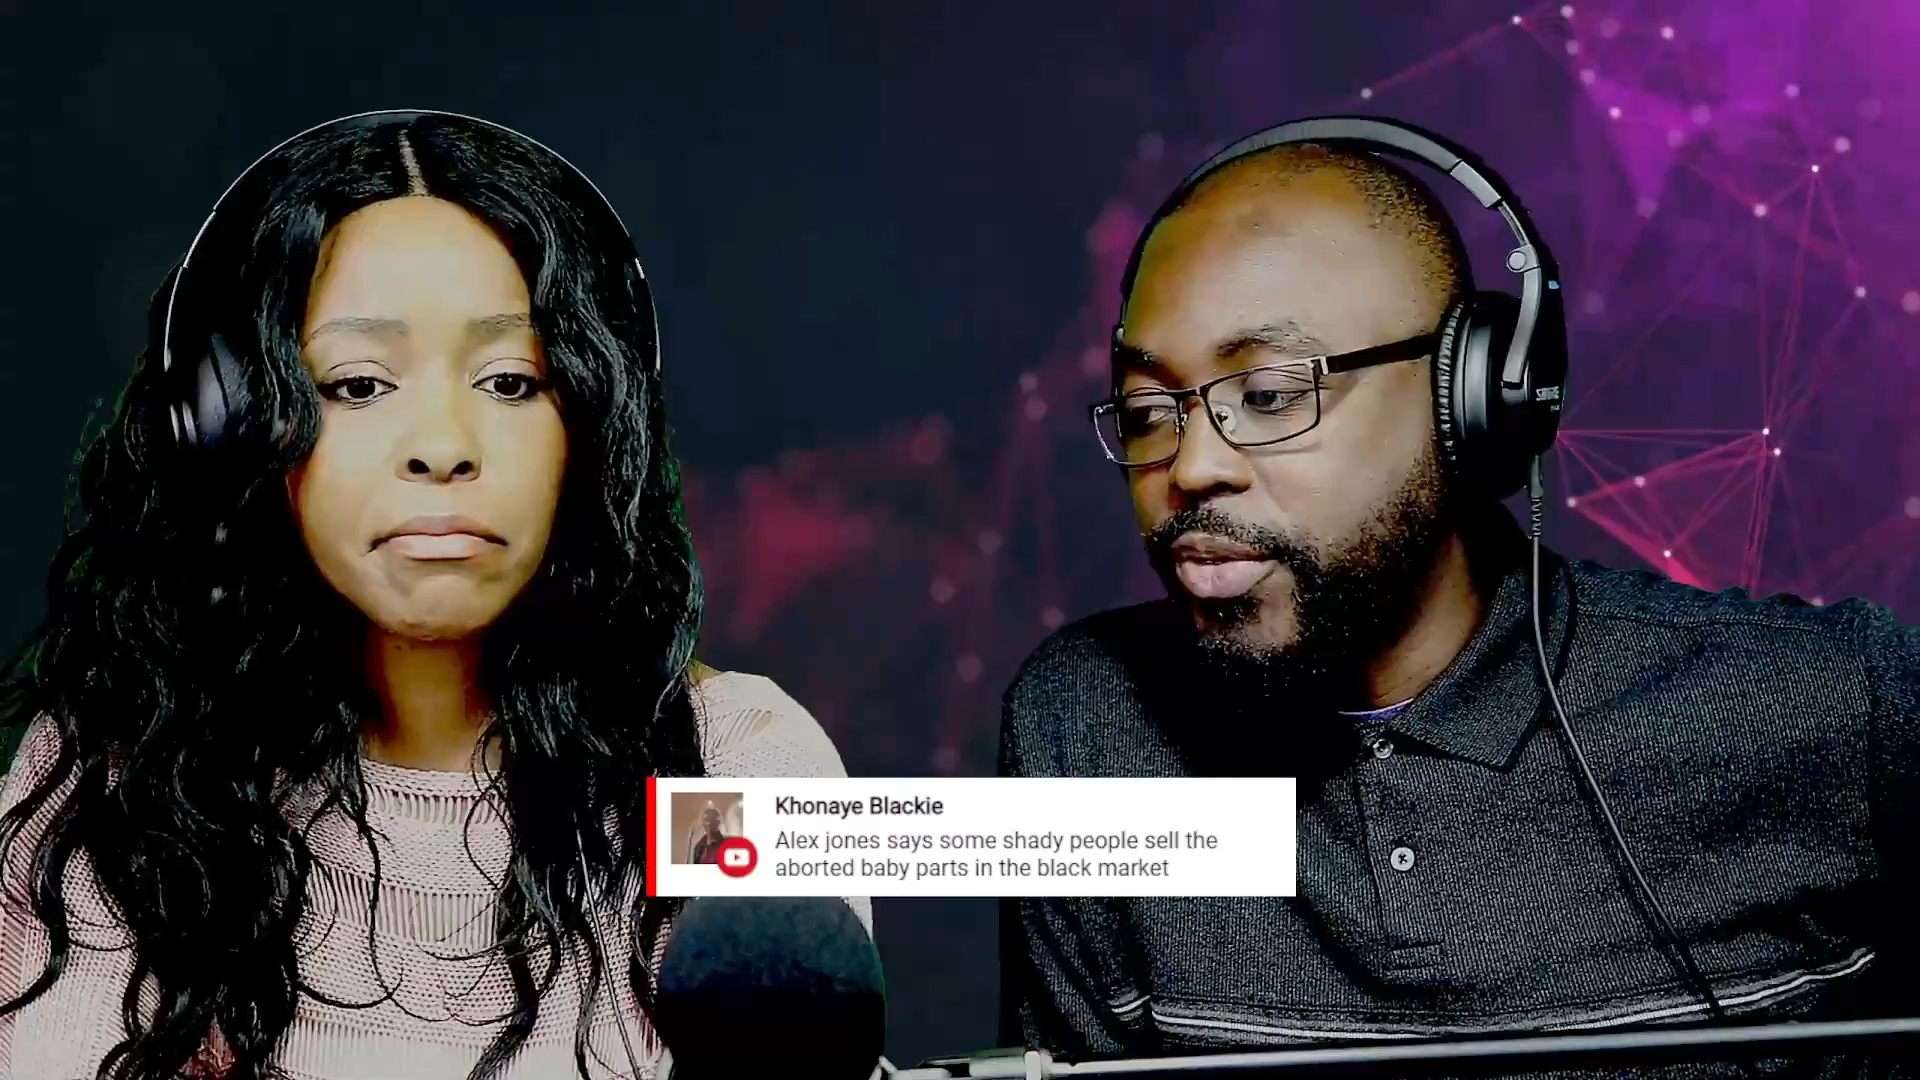 Khonaye Blackie
Alex jones says some shady people sell the
aborted baby parts in the black market